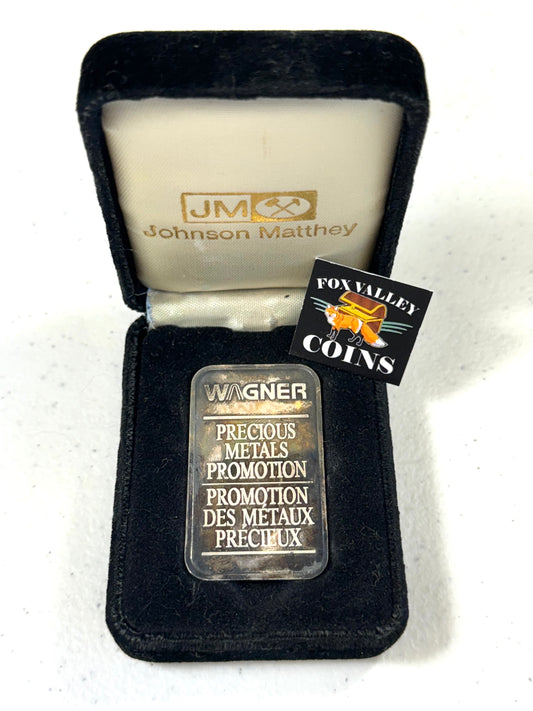 JM
Johnson Matthey
FOX VALLEY
COINS
WAGNER
PRECIOUS
METALS
PROMOTION
PROMOTION
DES MÉTAUX
PRÉCIEUX